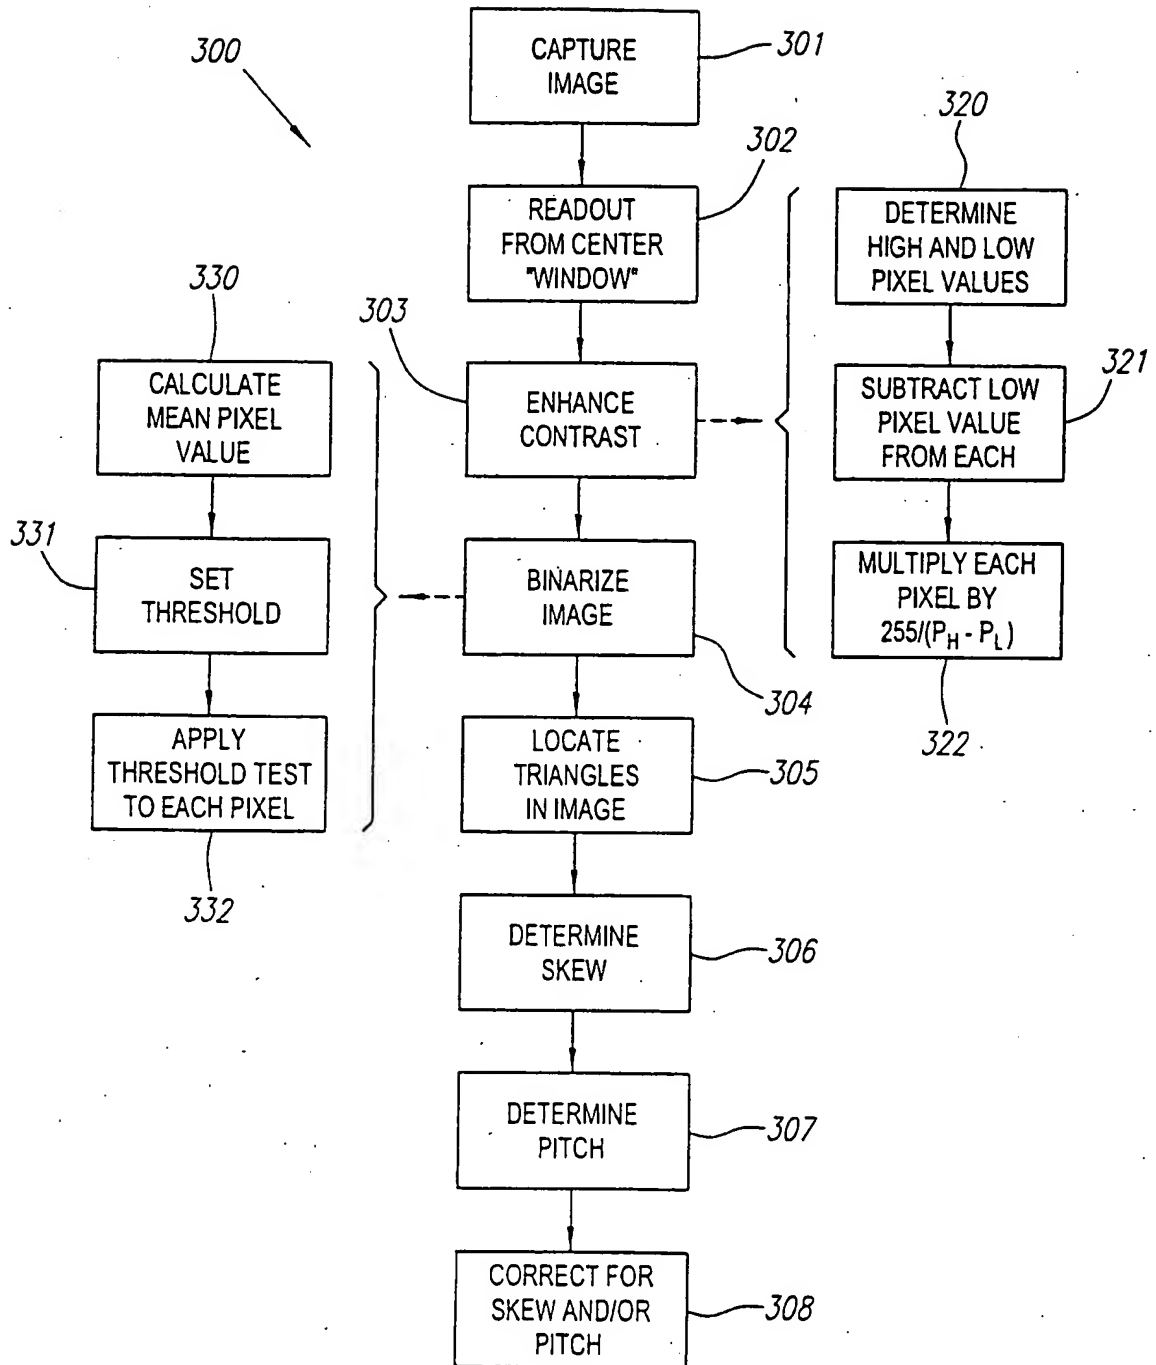 300
CAPTURE
IMAGE
301
302
READOUT
FROM CENTER
"WINDOW"
303
ENHANCE
CONTRAST
320
DETERMINE
HIGH AND LOW
PIXEL VALUES
321
SUBTRACT LOW
PIXEL VALUE
FROM EACH
MULTIPLY EACH
PIXEL BY
255/(PH - PL)
322
330
CALCULATE
MEAN PIXEL
VALUE
331
SET
THRESHOLD
APPLY
THRESHOLD TEST
TO EACH PIXEL
332
BINARIZE
IMAGE
304
LOCATE
TRIANGLES
IN IMAGE
305
DETERMINE
SKEW
306
DETERMINE
PITCH
307
CORRECT FOR
SKEW AND/OR
PITCH
308